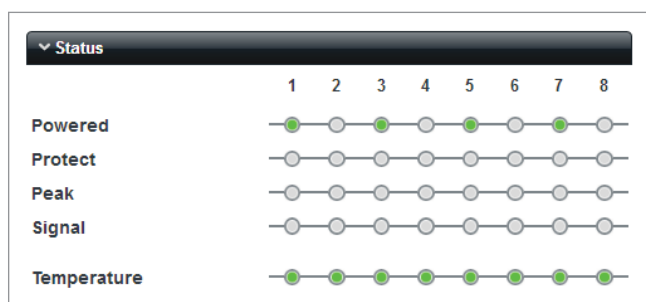 Status
1 2 3 4 5 6 7 8
Powered
Protect
Peak
Signal
Temperature